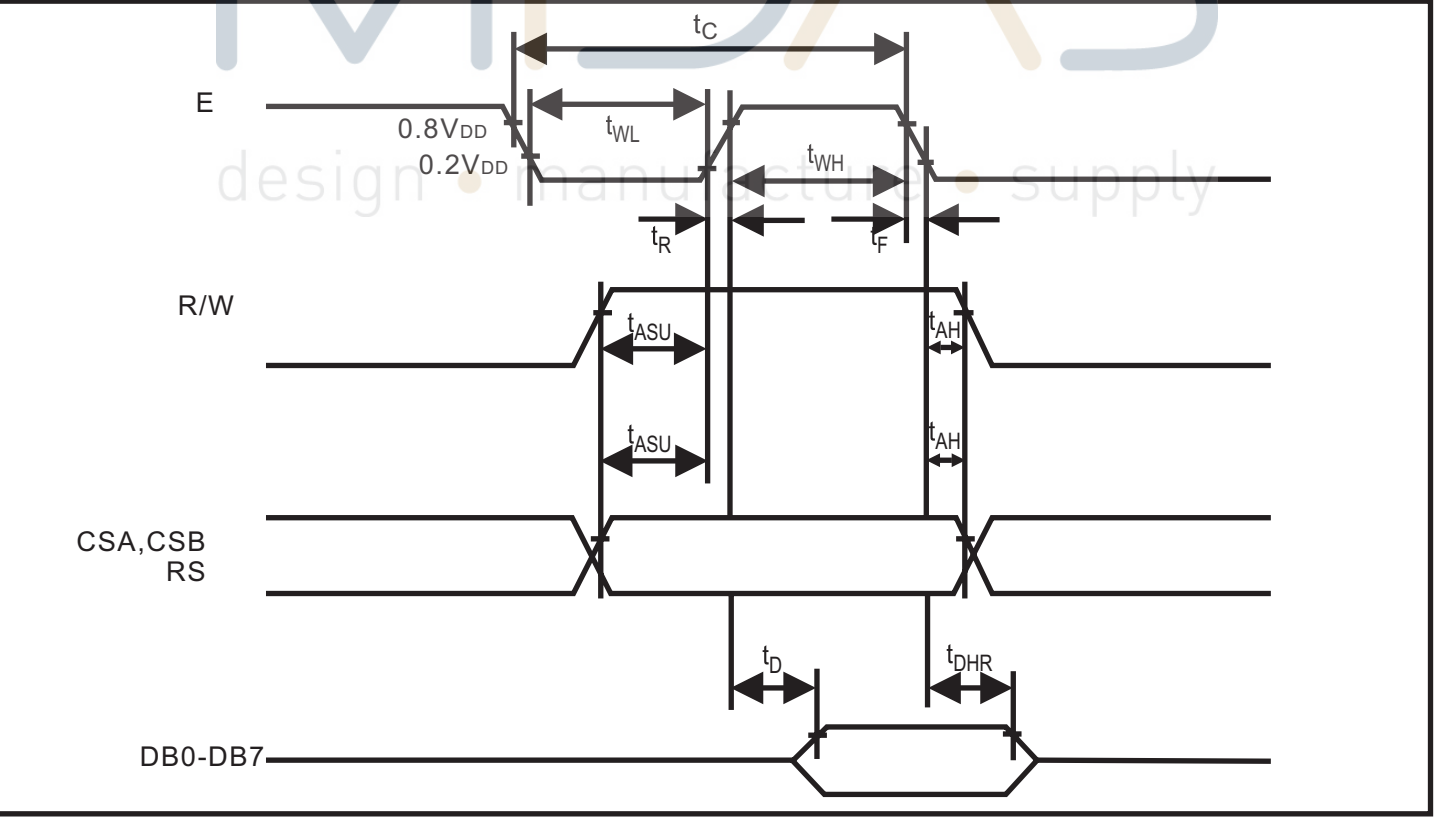 MIDAS
design • manufacture • supply
tC
E
0.8VDD
tWL
0.2VDD
tWH
tR
tF
R/W
tASU
tAH
tASU
tAH
CSA,CSB
RS
tD
tDHR
DB0-DB7